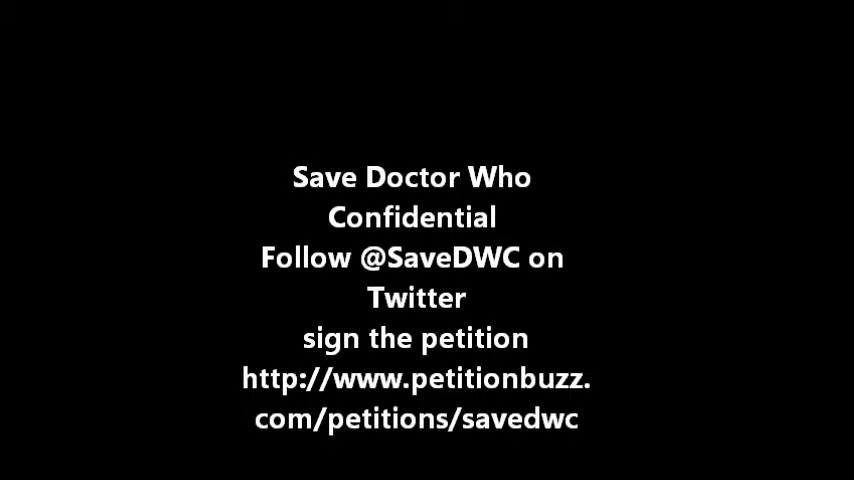 Save Doctor Who
Confidential
Follow @SaveDWC on
Twitter
sign the petition
http://www.petitionbuzz.
com/petitions/savedwc